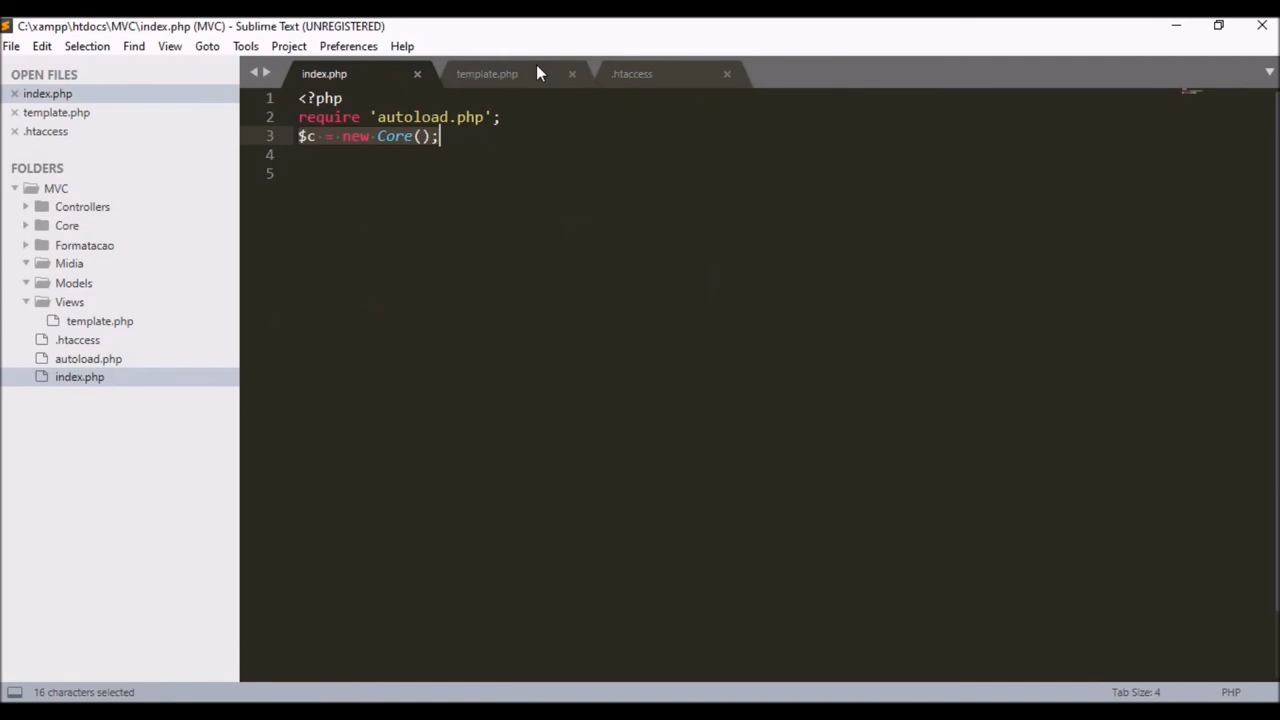 C:\xampp\htdocs\MVC\index.php (MVC) - Sublime Text (UNREGISTERED)
File Edit Selection Find View Goto Tools Project Preferences Help
OPEN FILES
index.php
template.php
.htaccess
FOLDERS
MVC
Controllers
Core
Formatacao
Midia
Models
Views
template.php
.htaccess
autoload.php
index.php
index.php template.php .htaccess
1 <?php
2 require 'autoload.php';
3 $c = new Core();
4
5
16 characters selected
Tab Size: 4
PHP